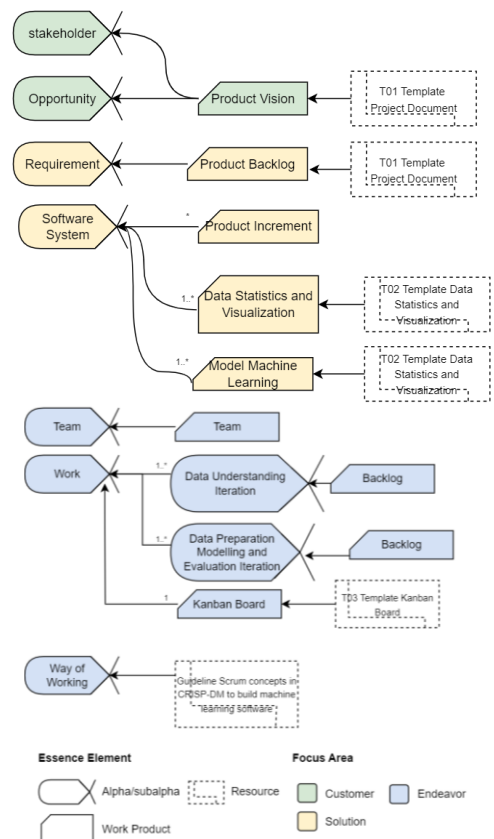 stakeholder
Opportunity
Product Vision
T01 Template
Project Document
Requirement
Product Backlog
T01 Template
Project Document
Software
System
*
Product Increment
1..*
Data Statistics and
Visualization
T02 Template Data
Statistics and
Visualization
1..*
Model Machine
Learning
T02 Template Data
Statistics and
Visualization
Team
Team
Work
1..*
Data Understanding
Iteration
Backlog
1..*
Data Preparation
Modelling and
Evaluation Iteration
Backlog
1
Kanban Board
T03 Template Kanban
Board
Way of
Working
Guideline Scrum concepts in
CRISP-DM to build machine
learning software
Essence Element
Focus Area
Alpha/subalpha
Resource
Customer
Endeavor
Work Product
Solution